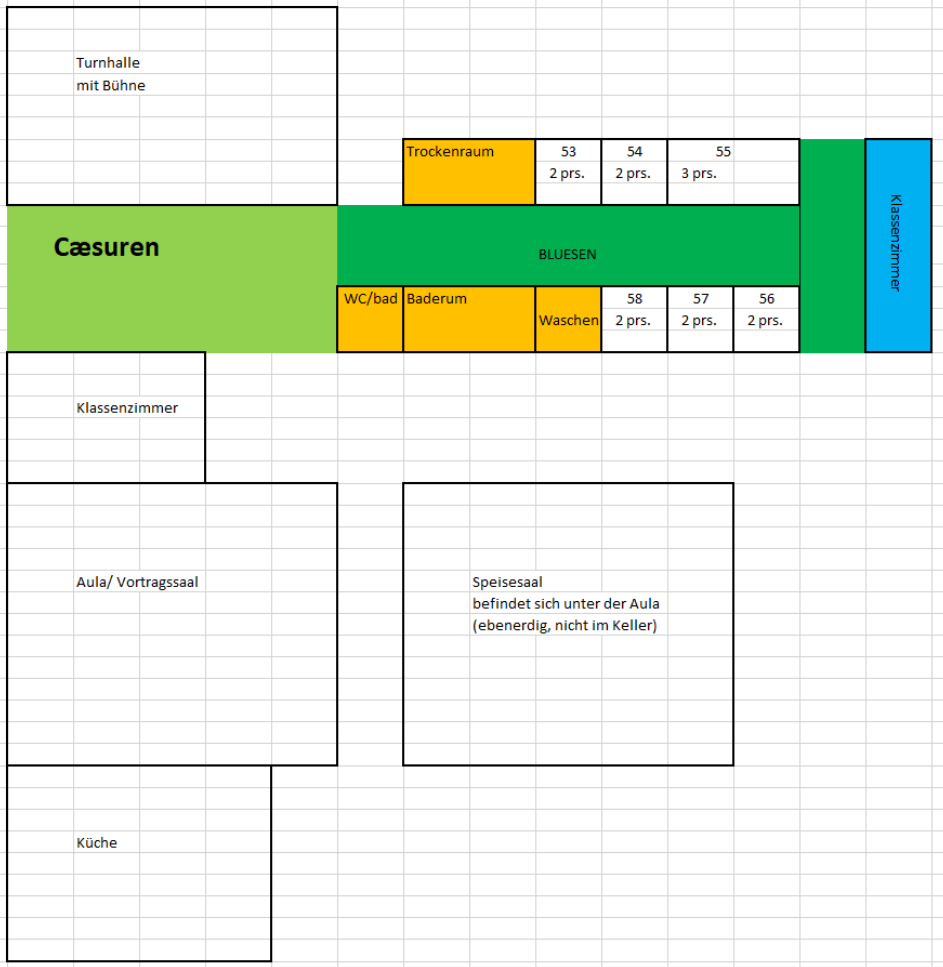 Turnhalle
mit Bühne
Trockenraum
53
2 prs.
54
2 prs.
55
3 prs.
Klassenzimmer
Cæsuren
BLUESEN
WC/bad
Baderum
Waschen
58
2 prs.
57
2 prs.
56
2 prs.
Klassenzimmer
Aula/ Vortragssaal
Speisesaal
befindet sich unter der Aula
(ebenerdig, nicht im Keller)
Küche